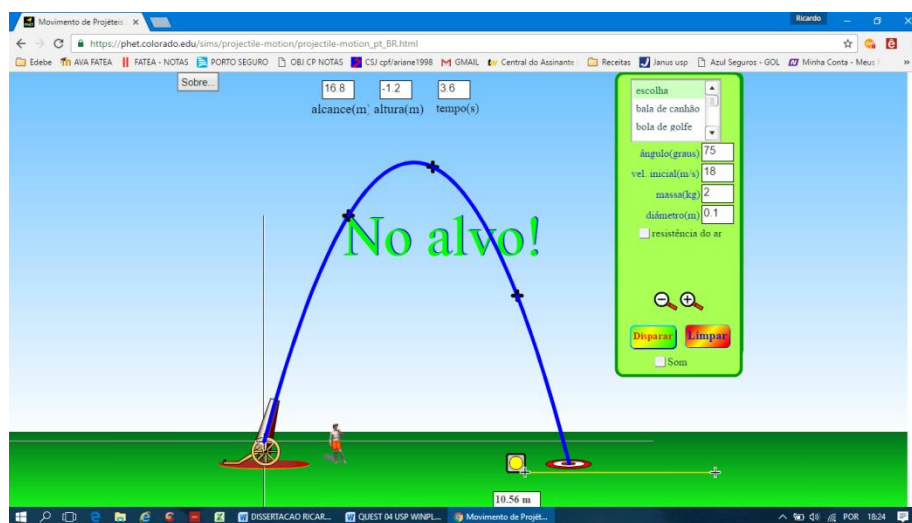 Movimento de Projéteis
Ricardo
https://phet.colorado.edu/sims/projectile-motion/projectile-motion_pt_BR.html
Edebe AVA FATEA FATEA - NOTAS PORTO SEGURO OBJ CP NOTAS CSJ cpf/ariane1998 GMAIL Central do Assinante Receitas Janus usp Azul Seguros - GOL Minha Conta - Meus
Sobre...
16.8 -1.2 3.6
alcance(m) altura(m) tempo(s)
No alvo!
escolha
bala de canhão
bola de golfe
ângulo(graus) 75
vel. inicial(m/s) 18
massa(kg) 2
diâmetro(m) 0.1
resistência do ar
Disparar Limpar
Som
10.56 m
DISSERTACAO RICAR... QUEST 04 USP WINPL... Movimento de Projét... POR 18:24